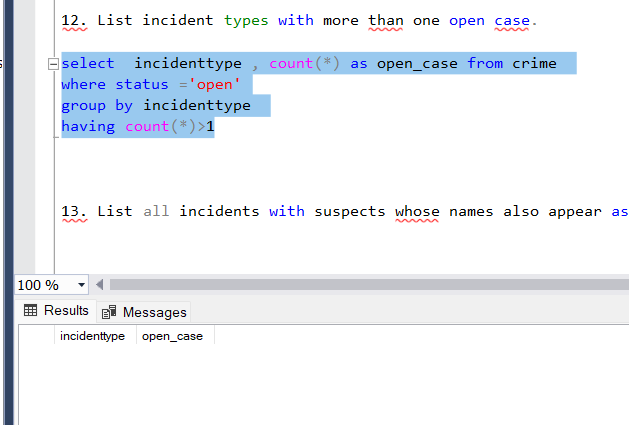 12. List incident types with more than one open case.
select  incidenttype , count(*) as open_case from crime
where status ='open'
group by incidenttype
having count(*)>1
13. List all incidents with suspects whose names also appear as
100 %
Results Messages
incidenttype open_case